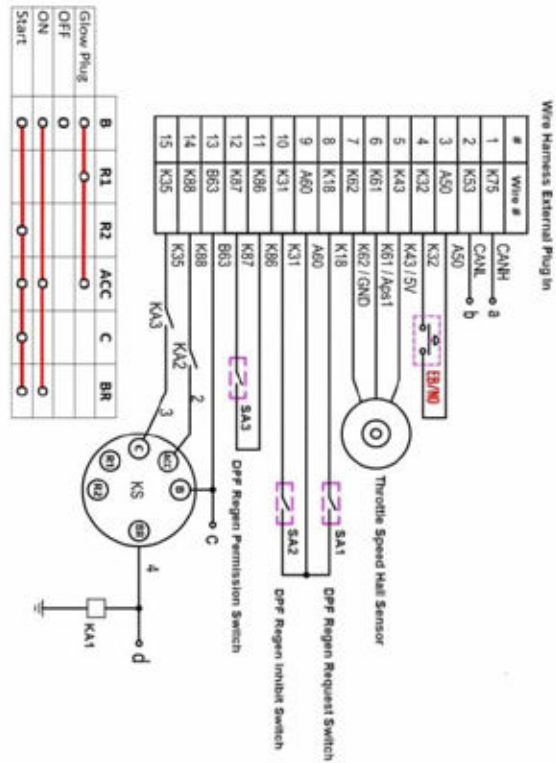 Wire Harness External Plug In
# Wire #
1 K75
2 K53
3 A50
4 K32
5 K43
6 K61
7 K62
8 K18
9 A60
10 K31
11 K86
12 K87
13 B63
14 K88
15 K35
CANH a
CANL b
A50
K32
EB/NO
K43 / 5V
K61 / Aps1
K62 / GND
Throttle Speed Hall Sensor
K18
A60
K31
SA1
DPF Regen Request Switch
SA2
DPF Regen Inhibit Switch
K86
K87
SA3
DPF Regen Permission Switch
B63
K88
K35
KA2
KA3
2
3
C
C
ACC
B
R1
KS
R2
BR
4
d
KA1
B R1 R2 ACC C BR
Glow Plug
OFF
ON
Start